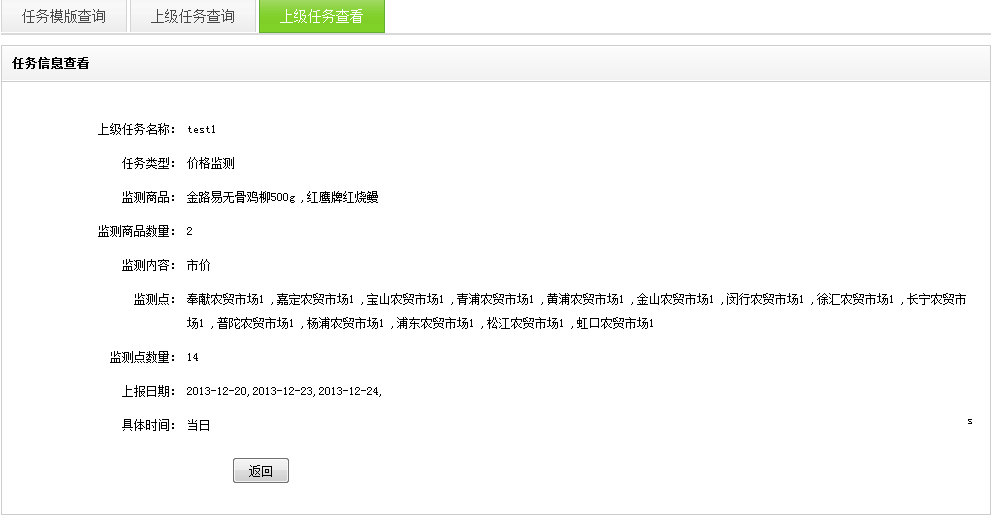 任务模版查询 上级任务查询 上级任务查看
任务信息查看
上级任务名称： test1
任务类型： 价格监测
监测商品： 金路易无骨鸡柳500g ,红鹰牌红烧鳗
监测商品数量： 2
监测内容： 市价
监测点： 奉献农贸市场1 ,嘉定农贸市场1 ,宝山农贸市场1 ,青浦农贸市场1 ,黄浦农贸市场1 ,金山农贸市场1 ,闵行农贸市场1 ,徐汇农贸市场1 ,长宁农贸市
场1 ,普陀农贸市场1 ,杨浦农贸市场1 ,浦东农贸市场1 ,松江农贸市场1 ,虹口农贸市场1
监测点数量： 14
上报日期： 2013-12-20,2013-12-23,2013-12-24,
具体时间： 当日 s
返回